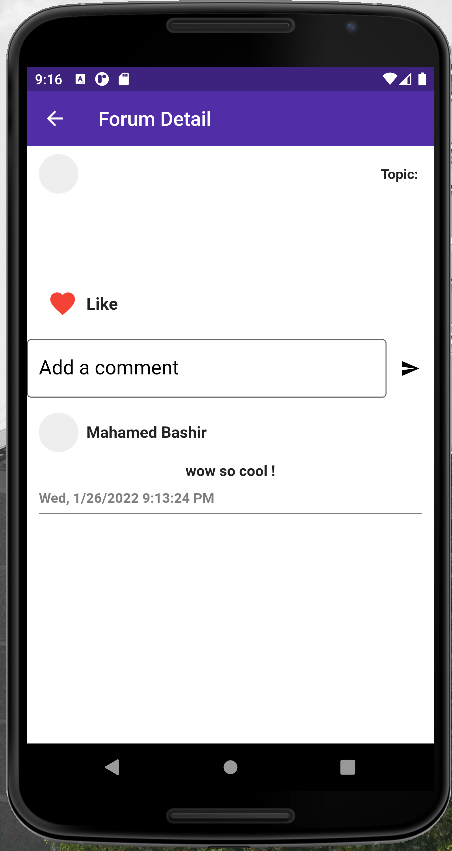 9:16
Forum Detail
Topic:
Like
Add a comment
Mahamed Bashir
wow so cool !
Wed, 1/26/2022 9:13:24 PM